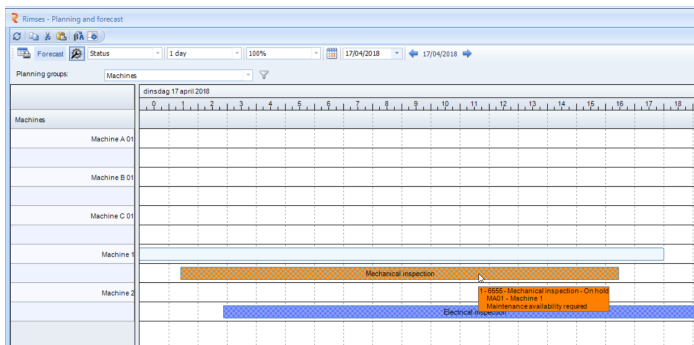 Rimses - Planning and forecast
Forecast Status 1 day 100% 17/04/2018 17/04/2018
Planning groups: Machines
dinsdag 17 april 2018
0 1 2 3 4 5 6 7 8 9 10 11 12 13 14 15 16 17 18
Machines
Machine A 01
Machine B 01
Machine C 01
Machine 1
Mechanical inspection
1 - 6556 - Mechanical inspection - On hold
MA01 - Machine 1
Maintenance availability required
Machine 2
Electrical inspection